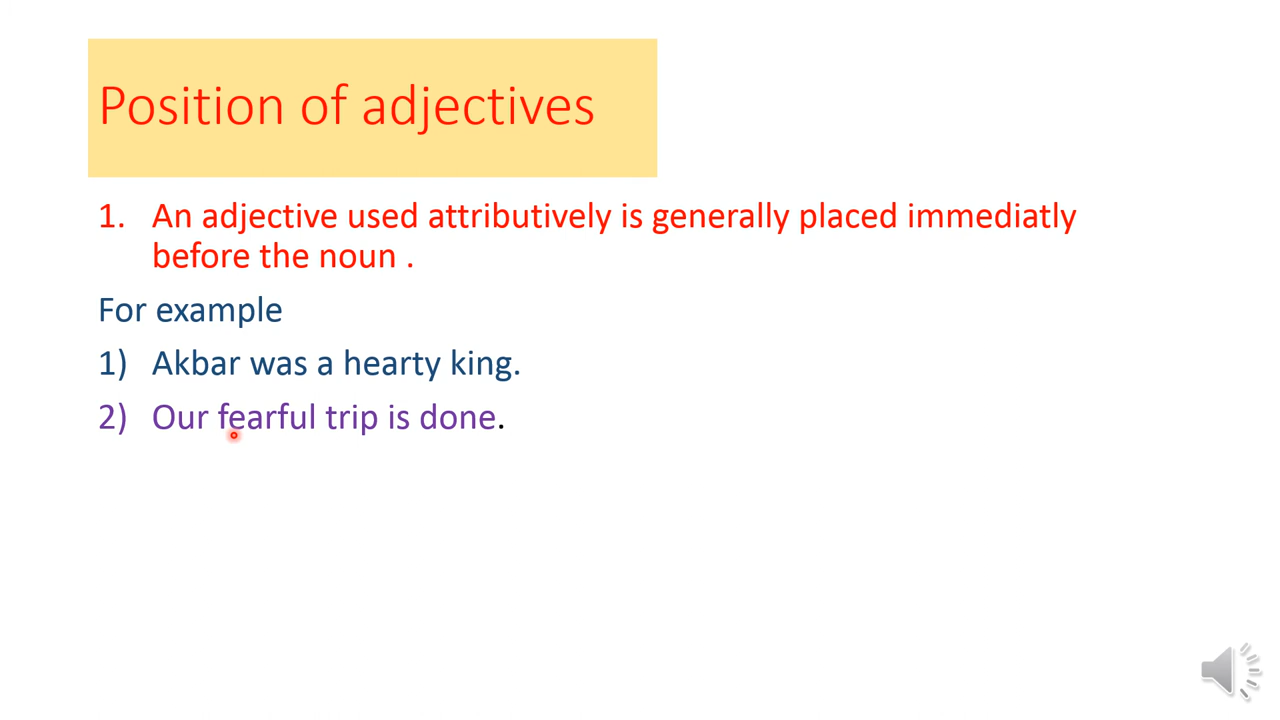 Position of adjectives
1. An adjective used attributively is generally placed immediatly
before the noun .
For example
1) Akbar was a hearty king.
2) Our fearful trip is done.